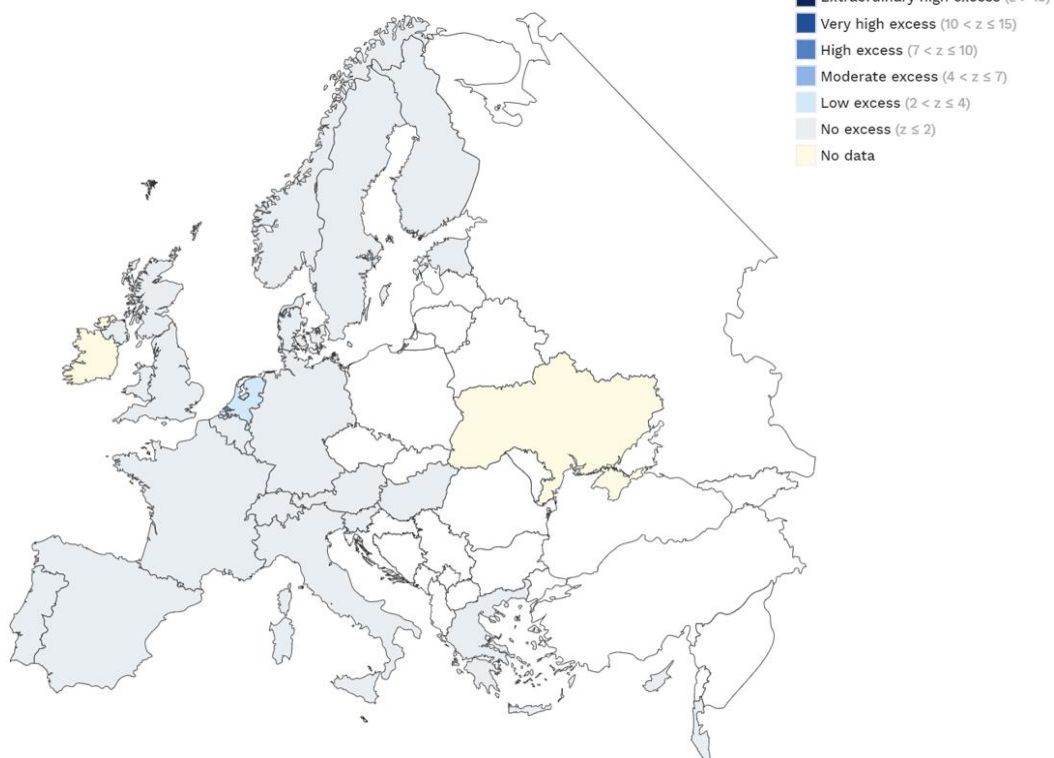 Very high excess (10 < z ≤ 15)
High excess (7 < z ≤ 10)
Moderate excess (4 < z ≤ 7)
Low excess (2 < z ≤ 4)
No excess (z ≤ 2)
No data